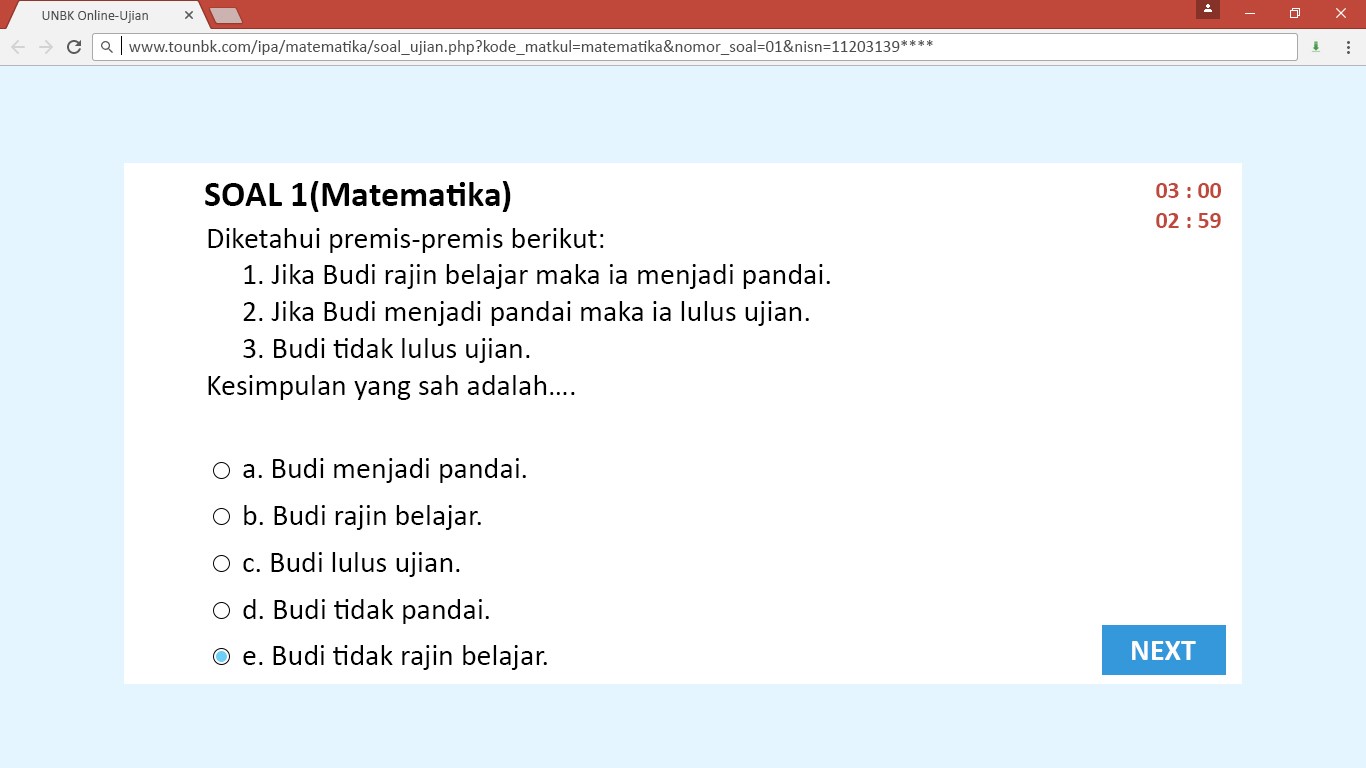 UNBK Online-Ujian
www.tounbk.com/ipa/matematika/soal_ujian.php?kode_matkul=matematika&nomor_soal=01&nisn=11203139****
SOAL 1(Matematika)
03 : 00
02 : 59
Diketahui premis-premis berikut:
1. Jika Budi rajin belajar maka ia menjadi pandai.
2. Jika Budi menjadi pandai maka ia lulus ujian.
3. Budi tidak lulus ujian.
Kesimpulan yang sah adalah....
a. Budi menjadi pandai.
b. Budi rajin belajar.
c. Budi lulus ujian.
d. Budi tidak pandai.
e. Budi tidak rajin belajar.
NEXT